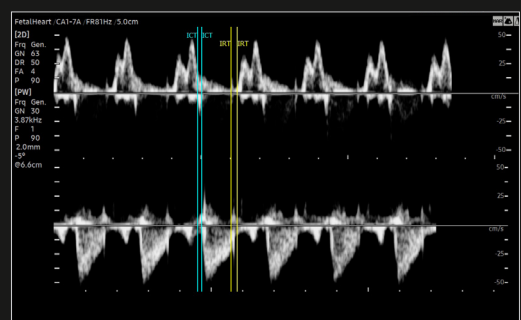 FetalHeart /CA1-7A /FR81Hz /5.0cm
[2D]
Frq Gen.
GN 63
DR 50
FA 4
P 90
[PW]
Frq Gen.
GN 30
3.87kHz
F 1
P 90
2.0mm
-5°
@6.6cm
ICT ICT
IRT IRT
50
25
cm/s
-25
-50
50
25
cm/s
-25
-50